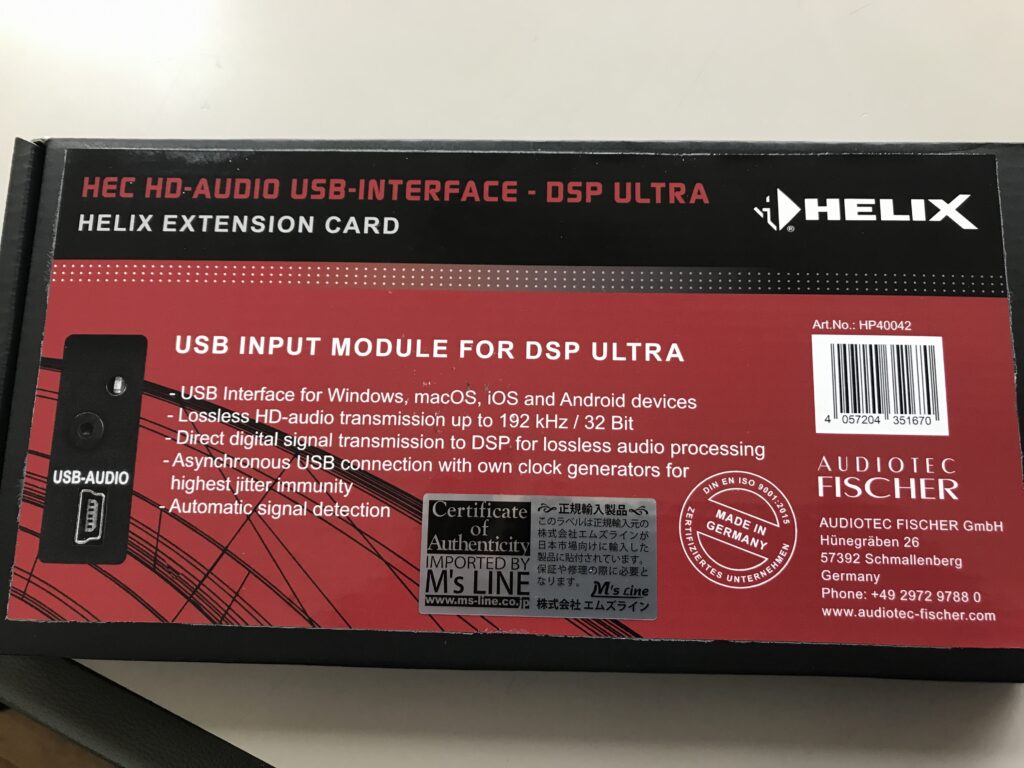 HEC HD-AUDIO USB-INTERFACE - DSP ULTRA
HELIX EXTENSION CARD
HELIX
®
Art.No.: HP40042
4 057204 351670
USB INPUT MODULE FOR DSP ULTRA
- USB Interface for Windows, macOS, iOS and Android devices
- Lossless HD-audio transmission up to 192 kHz / 32 Bit
- Direct digital signal transmission to DSP for lossless audio processing
- Asynchronous USB connection with own clock generators for
highest jitter immunity
- Automatic signal detection
USB-AUDIO
Certificate
of
Authenticity
IMPORTED BY
M's LINE
www.ms-line.co.jp
正規輸入製品
このラベルは正規輸入元の
株式会社エムズラインが
日本市場向けに輸入した
製品に貼付されています。
保証や修理の際に必要と
なります。
M's Line
株式会社 エムズライン
DIN EN ISO 9001:2015
MADE IN
GERMANY
ZERTIFIZIERTES UNTERNEHMEN
AUDIOTEC
FISCHER
AUDIOTEC FISCHER GmbH
Hünegräben 26
57392 Schmallenberg
Germany
Phone: +49 2972 9788 0
www.audiotec-fischer.com